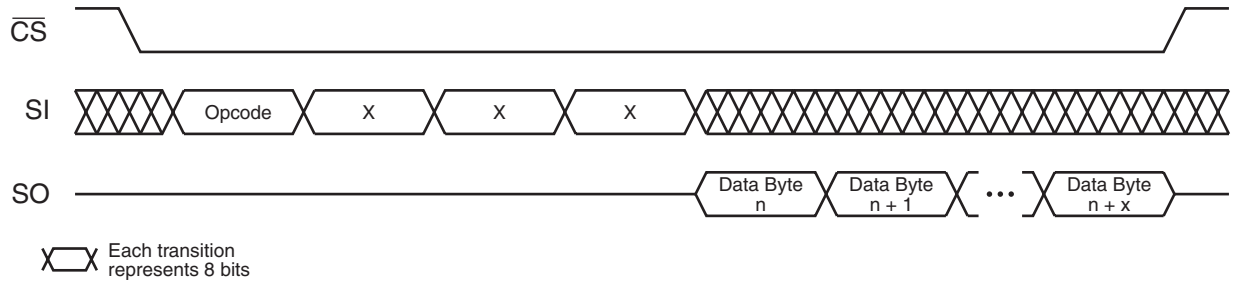 CS
SI
Opcode
X
X
X
SO
Data Byte
n
Data Byte
n + 1
•••
Data Byte
n + x
Each transition
represents 8 bits